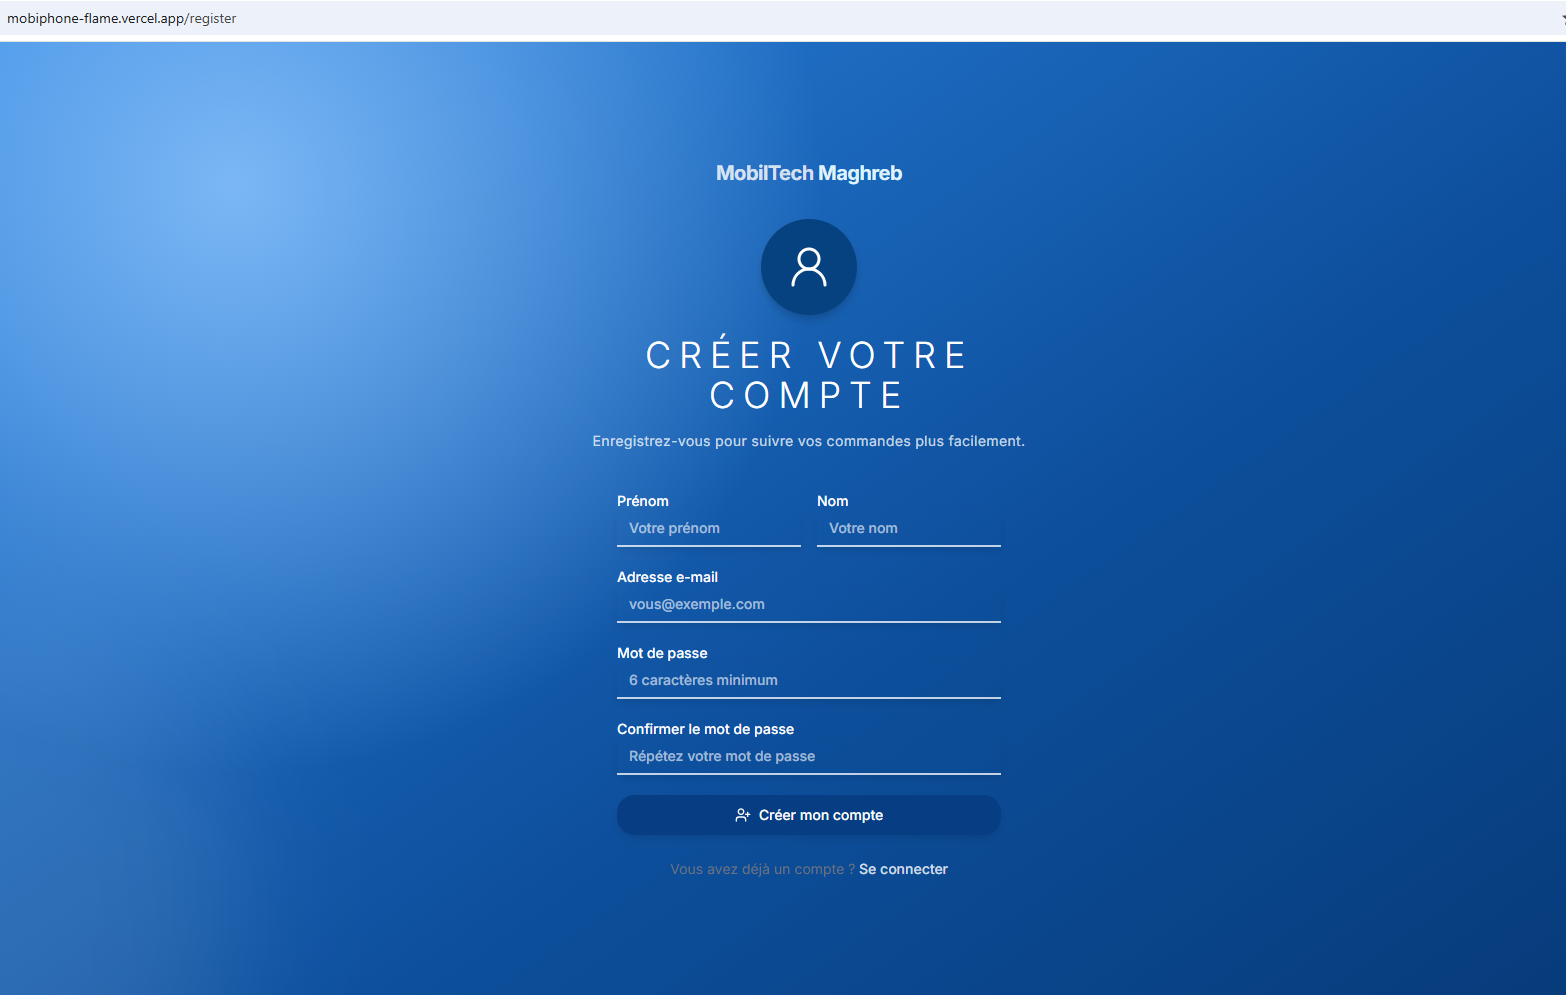 mobiphone-flame.vercel.app/register
MobilTech Maghreb
CRÉER VOTRE
COMPTE
Enregistrez-vous pour suivre vos commandes plus facilement.
Prénom Nom
Votre prénom Votre nom
Adresse e-mail
vous@exemple.com
Mot de passe
6 caractères minimum
Confirmer le mot de passe
Répétez votre mot de passe
Créer mon compte
Vous avez déjà un compte ? Se connecter